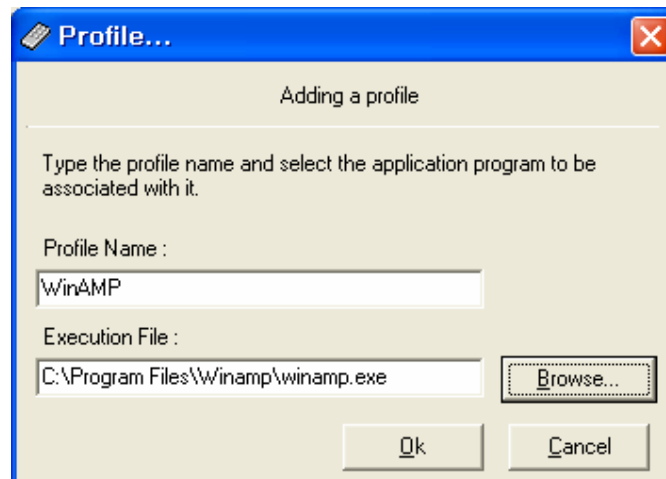 Profile...
Adding a profile
Type the profile name and select the application program to be
associated with it.
Profile Name :
WinAMP
Execution File :
C:\Program Files\Winamp\winamp.exe
Browse...
Ok
Cancel